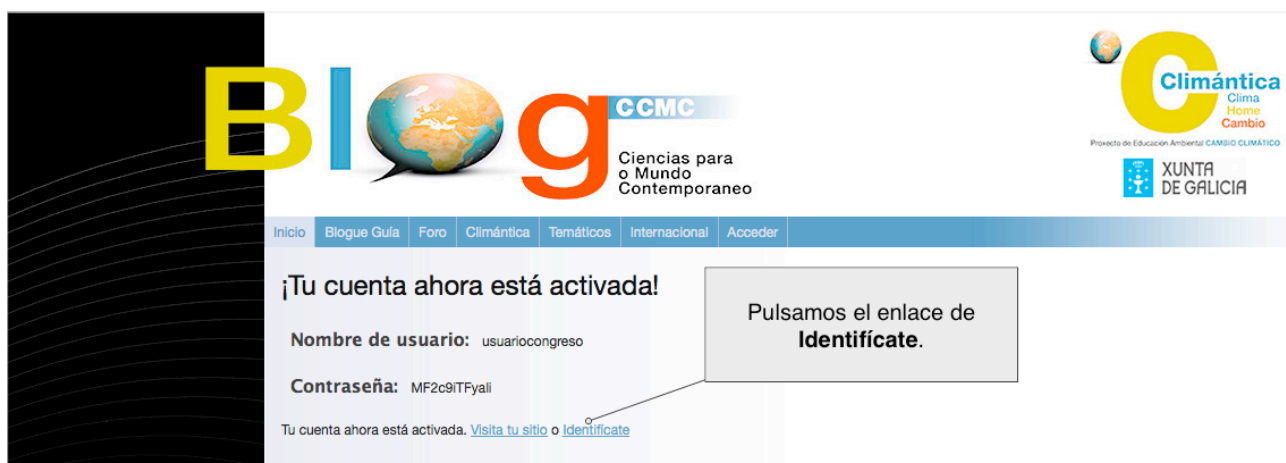 Blog
CCMC
Ciencias para
o Mundo
Contemporaneo
C
Climántica
Clima
Home
Cambio
Proxecto de Educación Ambiental CAMBIO CLIMÁTICO
XUNTA
DE GALICIA
Inicio Blogue Guía Foro Climántica Temáticos Internacional Acceder
¡Tu cuenta ahora está activada!
Pulsamos el enlace de
Identifícate.
Nombre de usuario: usuariocongreso
Contraseña: MF2c9iTFyali
Tu cuenta ahora está activada. Visita tu sitio o Identifícate